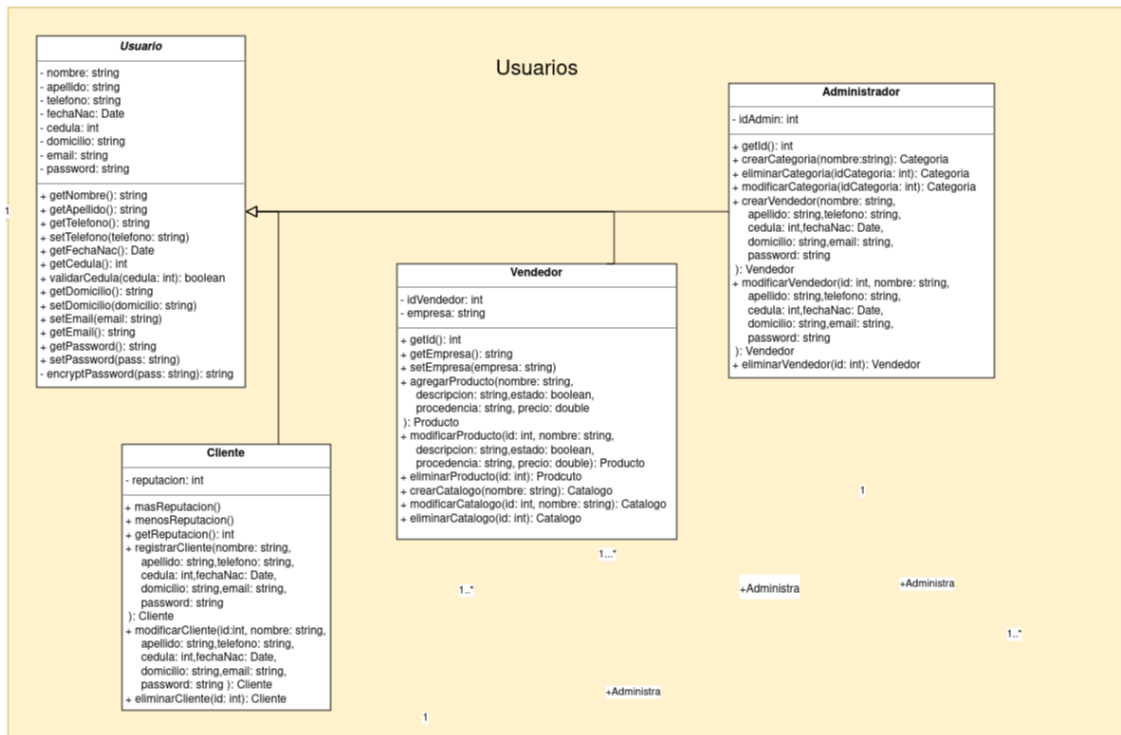 Usuarios
Usuario
- nombre: string
- apellido: string
- telefono: string
- fechaNac: Date
- cedula: int
- domicilio: string
- email: string
- password: string
+ getNombre(): string
+ getApellido(): string
+ getTelefono(): string
+ setTelefono(telefono: string)
+ getFechaNac(): Date
+ getCedula(): int
+ validarCedula(cedula: int): boolean
+ getDomicilio(): string
+ setDomicilio(domicilio: string)
+ setEmail(email: string)
+ getEmail(): string
+ getPassword(): string
+ setPassword(pass: string)
- encryptPassword(pass: string): string
1
Administrador
- idAdmin: int
+ getId(): int
+ crearCategoria(nombre:string): Categoria
+ eliminarCategoria(idCategoria: int): Categoria
+ modificarCategoria(idCategoria: int): Categoria
+ crearVendedor(nombre: string,
apellido: string,telefono: string,
cedula: int,fechaNac: Date,
domicilio: string,email: string,
password: string
): Vendedor
+ modificarVendedor(id: int, nombre: string,
apellido: string,telefono: string,
cedula: int,fechaNac: Date,
domicilio: string,email: string,
password: string
): Vendedor
+ eliminarVendedor(id: int): Vendedor
Vendedor
- idVendedor: int
- empresa: string
+ getId(): int
+ getEmpresa(): string
+ setEmpresa(empresa: string)
+ agregarProducto(nombre: string,
descripcion: string,estado: boolean,
procedencia: string, precio: double
): Producto
+ modificarProducto(id: int, nombre: string,
descripcion: string,estado: boolean,
procedencia: string, precio: double): Producto
+ eliminarProducto(id: int): Prodcuto
+ crearCatalogo(nombre: string): Catalogo
+ modificarCatalogo(id: int, nombre: string): Catalogo
+ eliminarCatalogo(id: int): Catalogo
Cliente
- reputacion: int
+ masReputacion()
+ menosReputacion()
+ getReputacion(): int
+ registrarCliente(nombre: string,
apellido: string,telefono: string,
cedula: int,fechaNac: Date,
domicilio: string,email: string,
password: string
): Cliente
+ modificarCliente(id:int, nombre: string,
apellido: string,telefono: string,
cedula: int,fechaNac: Date,
domicilio: string,email: string,
password: string ): Cliente
+ eliminarCliente(id: int): Cliente
1
1...*
1..*
+Administra
+Administra
1..*
+Administra
1